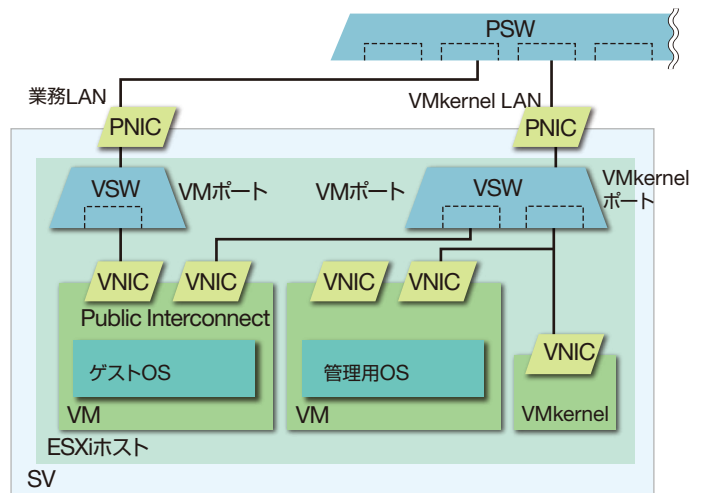 PSW
業務LAN
VMkernel LAN
PNIC
PNIC
VSW
VMポート
VMポート
VSW
VMkernel
ポート
VNIC
VNIC
VNIC
VNIC
Public Interconnect
VNIC
ゲストOS
管理用OS
VM
VM
VMkernel
ESXiホスト
SV